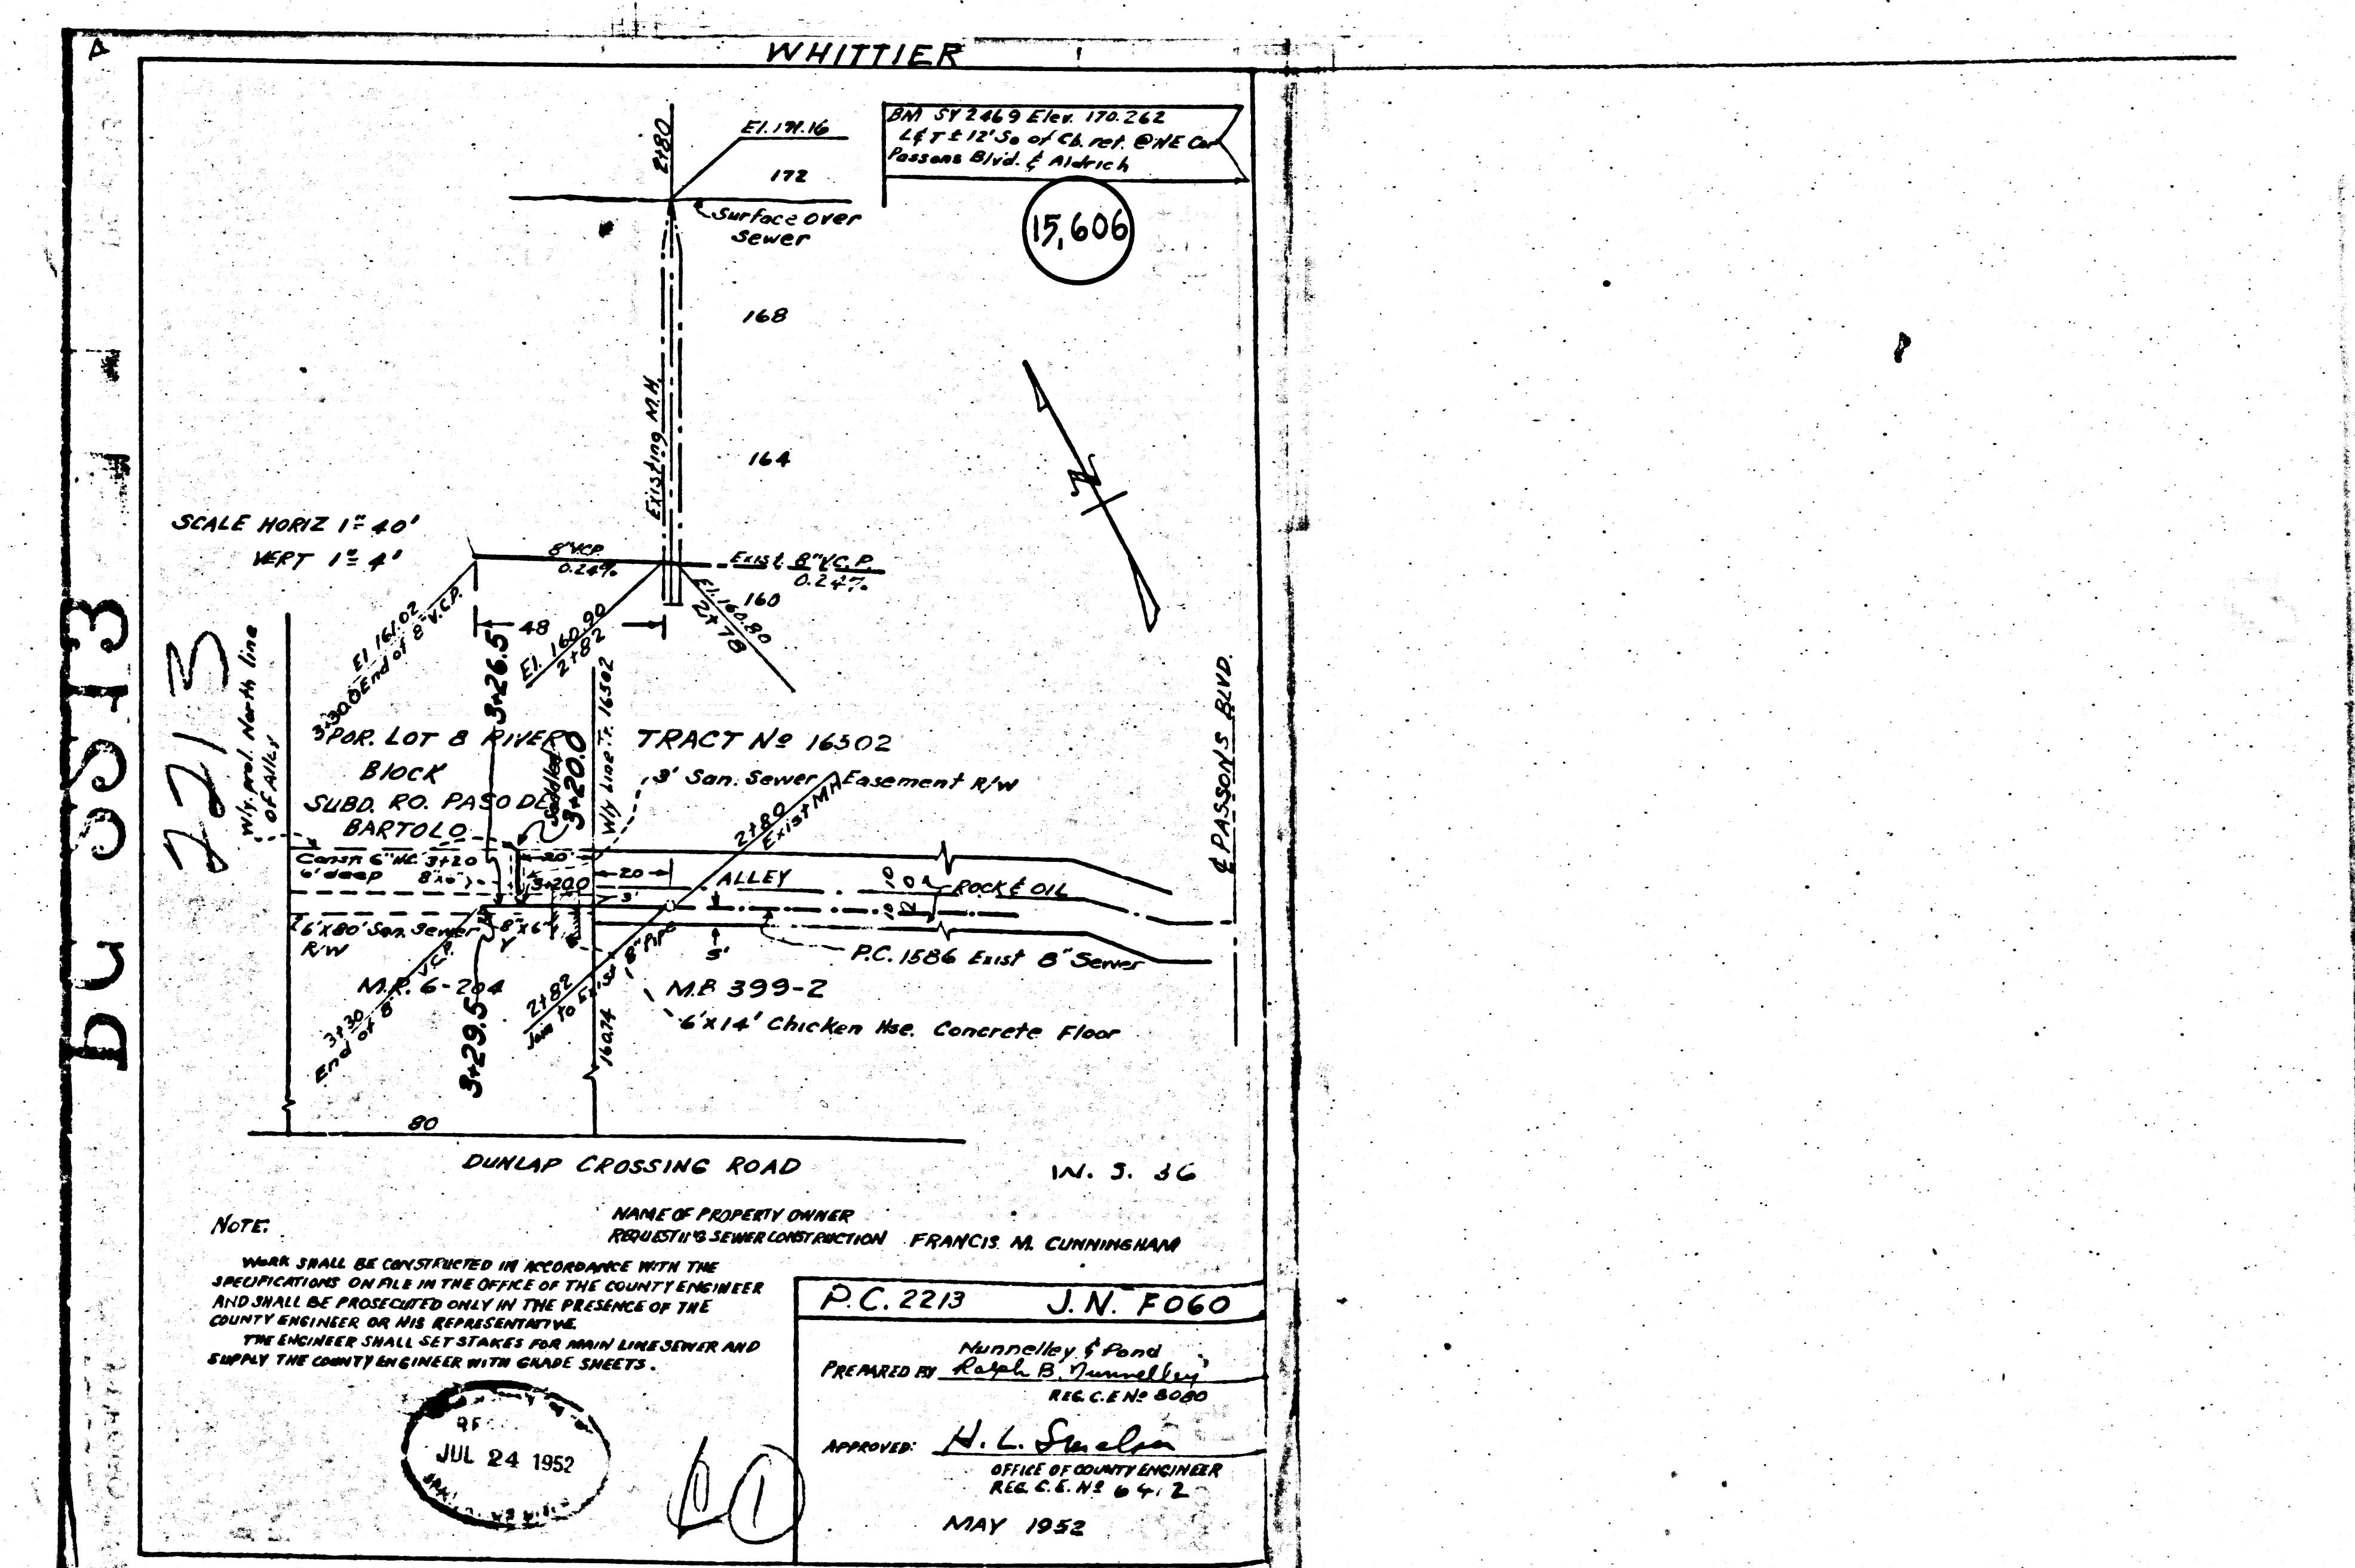 WHITTIER
BM SY 2469 Elev. 170.262
L&T ± 12' So of Cb. ret. @ NE Cor
Passons Blvd. & Aldrich
15,606
2+80
El. 171.16
172
Surface over
Sewer
168
Existing M.H.
164
N
SCALE HORIZ 1"= 40'
VERT 1"= 4'
8" V.C.P.
0.24%
Exist. 8" V.C.P.
0.24%
160
48
El 161.02
3+30.0 End of 8" V.C.P.
El. 160.90
2+82
El. 160.80
2+78
3+26.5
PC SS13
2213
Wly. prol. North line
of Alley
POR. LOT 8 RIVER
BLOCK
SUBD. RO. PASO DE
BARTOLO
Saddle
3+20.0
Wly Line Tr. 16502
TRACT Nº 16502
3' San. Sewer Easement R/W
2+80
Exist MH
℄ PASSONS BLVD.
Constr. 6" H.C. 3+20
6' deep 8"x6"
20
3+20.0
20
3'
ALLEY
ROCK & OIL
6'x80' San. Sewer
R/W
8"x6"
Y
5'
P.C. 1586 Exist 8" Sewer
M.R. 6-204
3+30
End of 8" V.C.P.
3+29.5
2+82
Join to Exist 8" pipe
160.74
M.B 399-2
6'x14' Chicken Hse. Concrete Floor
80
DUNLAP CROSSING ROAD
W. S. 36
NAME OF PROPERTY OWNER
REQUESTING SEWER CONSTRUCTION FRANCIS M. CUNNINGHAM
NOTE:
WORK SHALL BE CONSTRUCTED IN ACCORDANCE WITH THE
SPECIFICATIONS ON FILE IN THE OFFICE OF THE COUNTY ENGINEER
AND SHALL BE PROSECUTED ONLY IN THE PRESENCE OF THE
COUNTY ENGINEER OR HIS REPRESENTATIVE.
THE ENGINEER SHALL SET STAKES FOR MAIN LINE SEWER AND
SUPPLY THE COUNTY ENGINEER WITH GRADE SHEETS.
P.C. 2213 J.N. F060
Nunnelley & Pond
PREPARED BY Ralph B. Nunnelley
REG. C.E Nº 8080
APPROVED: H. L.
OFFICE OF COUNTY ENGINEER
REG. C.E. Nº
MAY 1952
JUL 24 1952
1